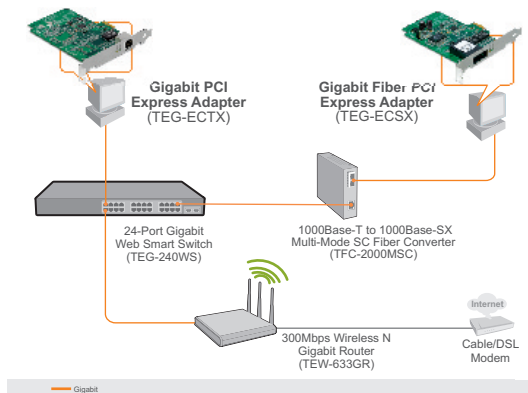 Gigabit PCI
Express Adapter
(TEG-ECTX)
Gigabit Fiber PCI
Express Adapter
(TEG-ECSX)
24-Port Gigabit
Web Smart Switch
(TEG-240WS)
1000Base-T to 1000Base-SX
Multi-Mode SC Fiber Converter
(TFC-2000MSC)
Internet
300Mbps Wireless N
Gigabit Router
(TEW-633GR)
Cable/DSL
Modem
Gigabit